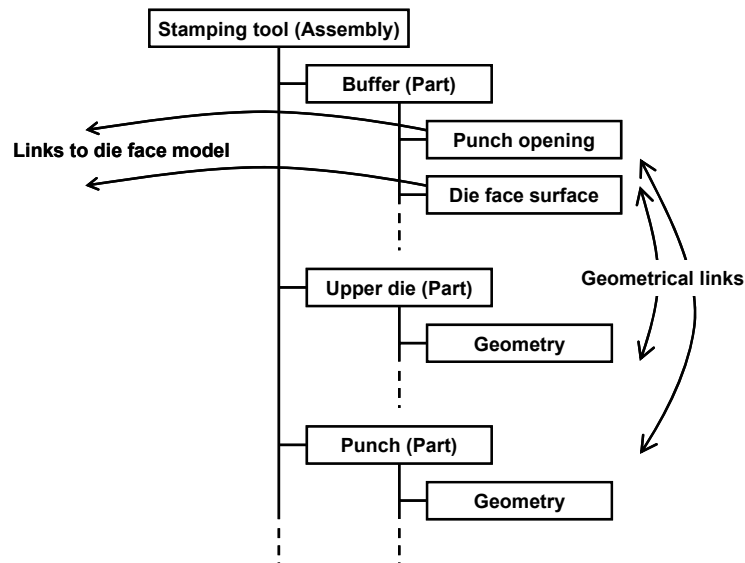 Stamping tool (Assembly)
Buffer (Part)
Punch opening
Links to die face model
Die face surface
Geometrical links
Upper die (Part)
Geometry
Punch (Part)
Geometry